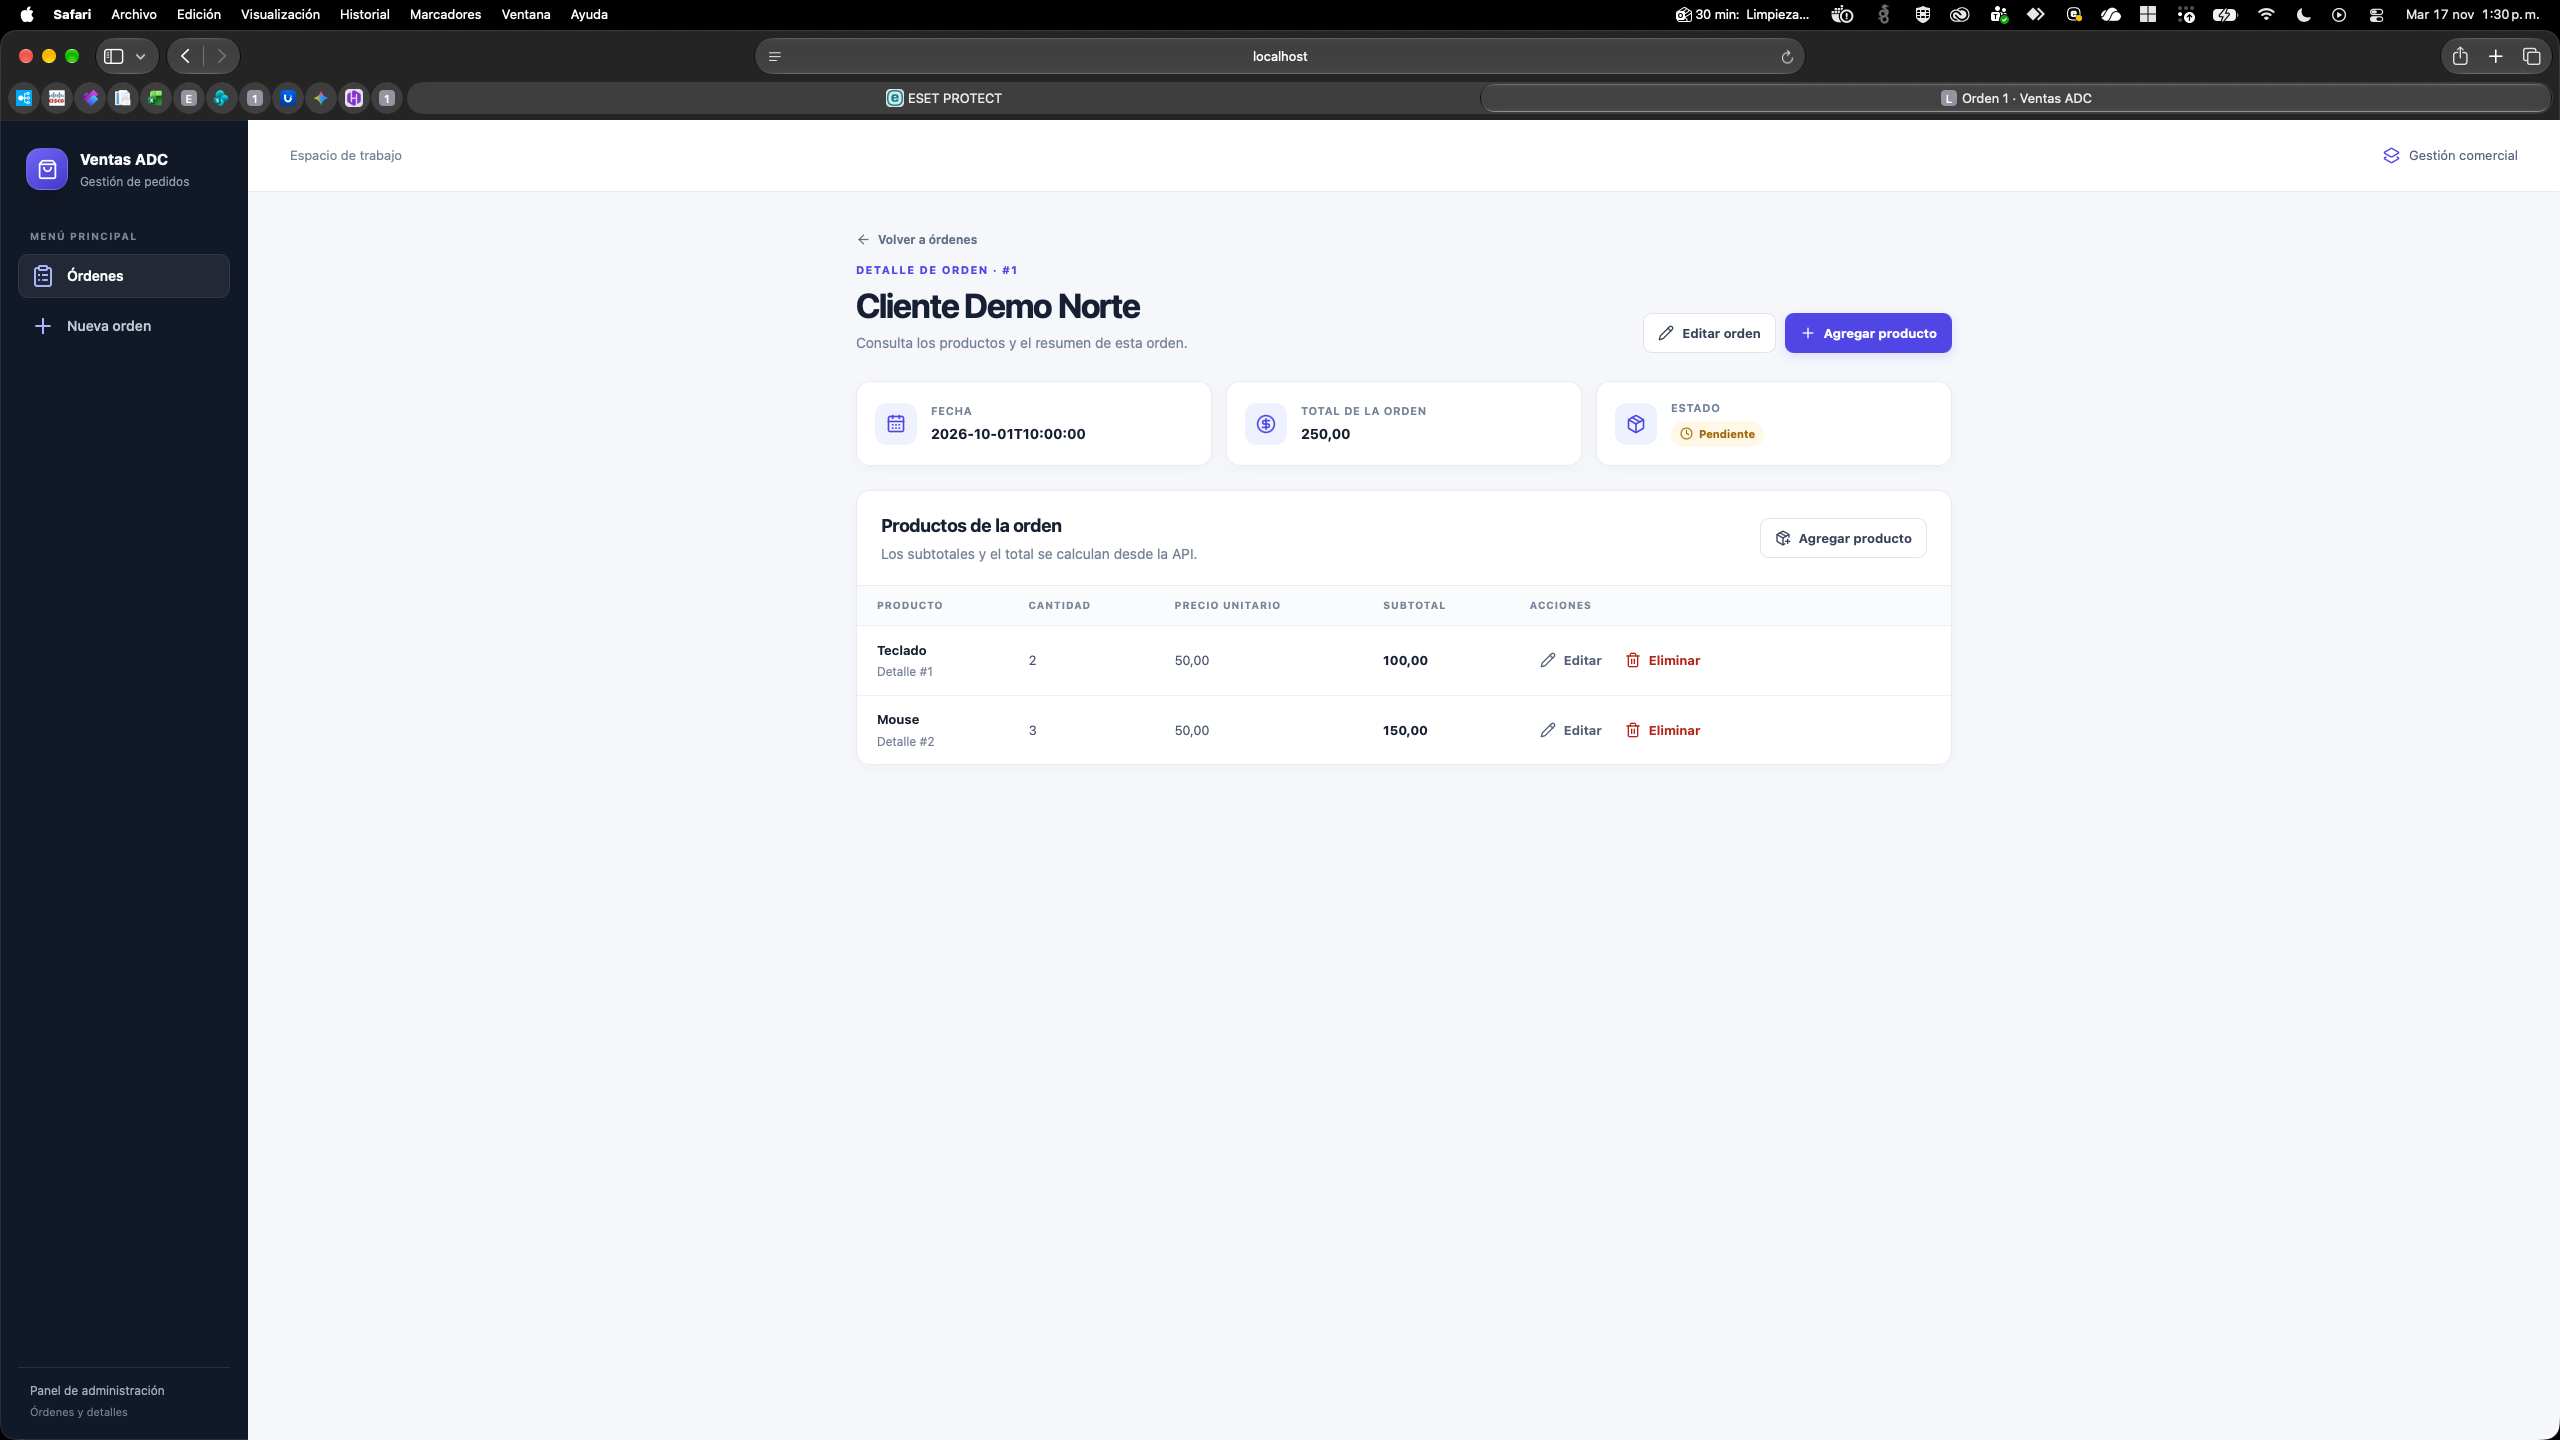 Safari Archivo Edición Visualización Historial Marcadores Ventana Ayuda 30 min: Limpieza... Mar 17 nov 1:30 p. m.
localhost
E 1 1 ESET PROTECT L Orden 1 · Ventas ADC
Ventas ADC
Gestión de pedidos
MENÚ PRINCIPAL
Órdenes
Nueva orden
Panel de administración
Órdenes y detalles
Espacio de trabajo Gestión comercial
Volver a órdenes
DETALLE DE ORDEN · #1
Cliente Demo Norte
Consulta los productos y el resumen de esta orden.
Editar orden Agregar producto
FECHA
2026-10-01T10:00:00
TOTAL DE LA ORDEN
250,00
ESTADO
Pendiente
Productos de la orden
Los subtotales y el total se calculan desde la API.
Agregar producto
PRODUCTO CANTIDAD PRECIO UNITARIO SUBTOTAL ACCIONES
Teclado
Detalle #1
2 50,00 100,00 Editar Eliminar
Mouse
Detalle #2
3 50,00 150,00 Editar Eliminar